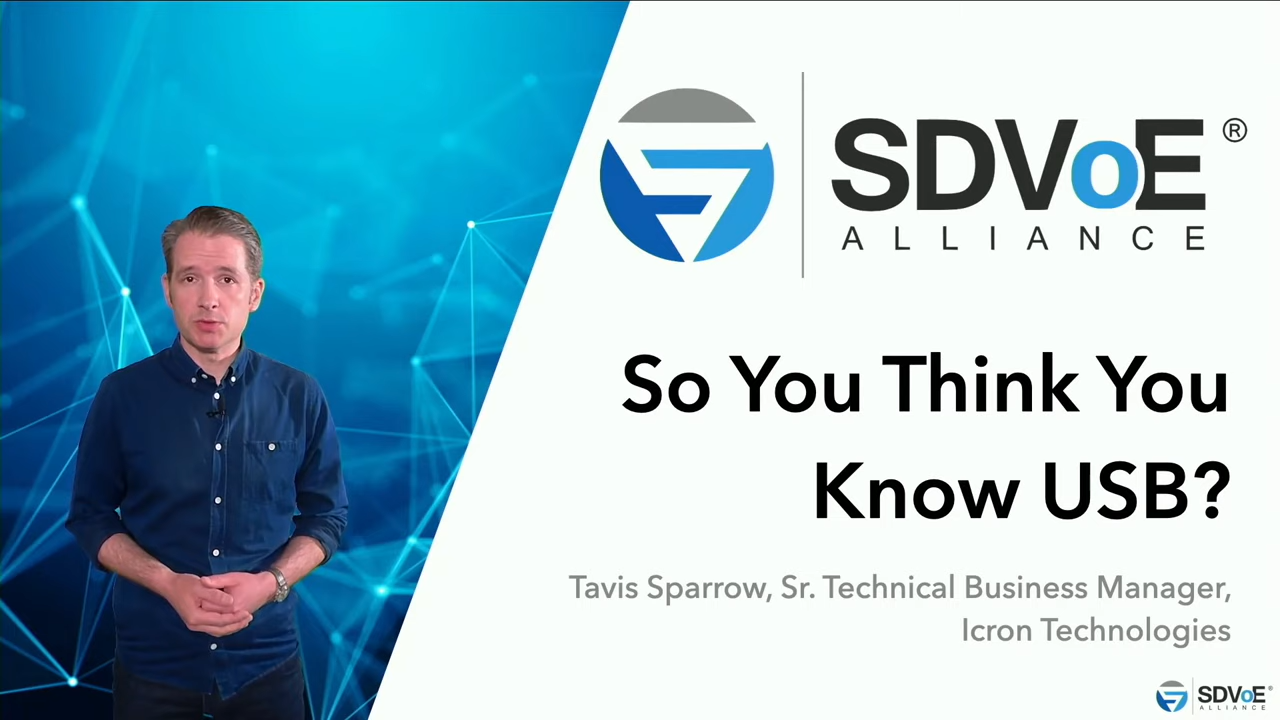 SDVoE®
ALLIANCE
So You Think You
Know USB?
Tavis Sparrow, Sr. Technical Business Manager,
Icron Technologies
SDVoE®
ALLIANCE